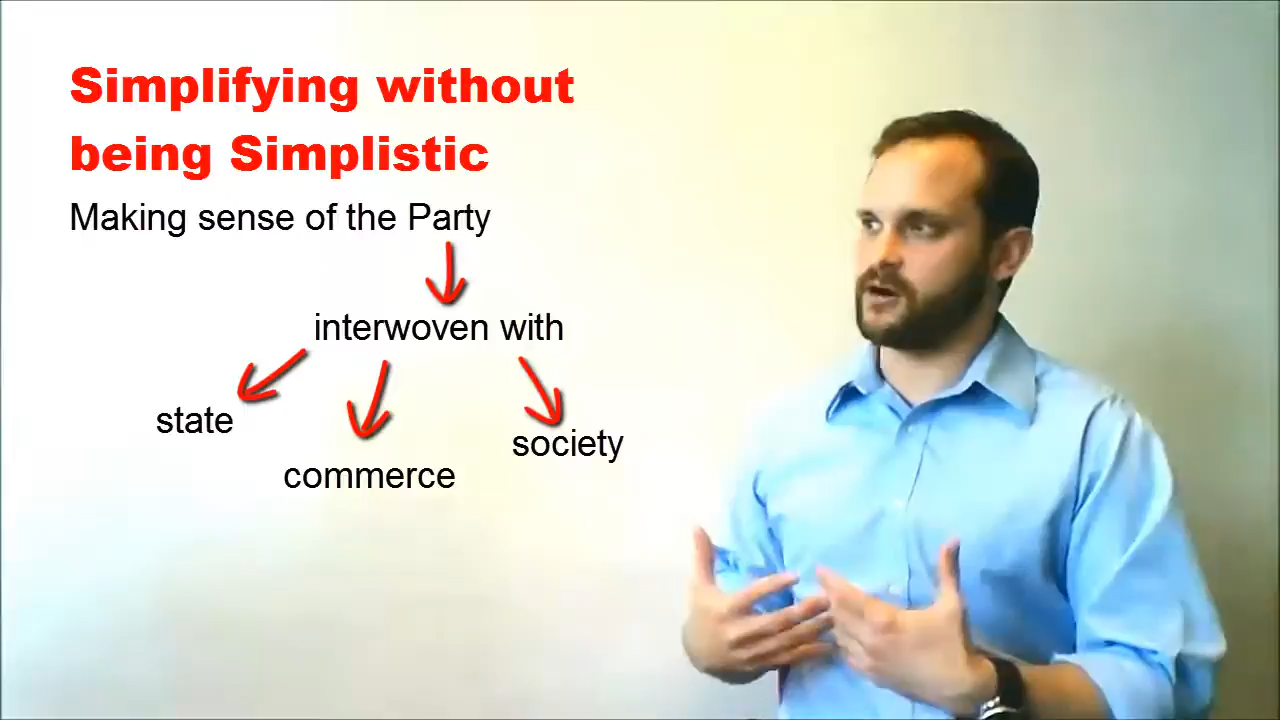 Simplifying without
being Simplistic
Making sense of the Party
interwoven with
state
society
commerce